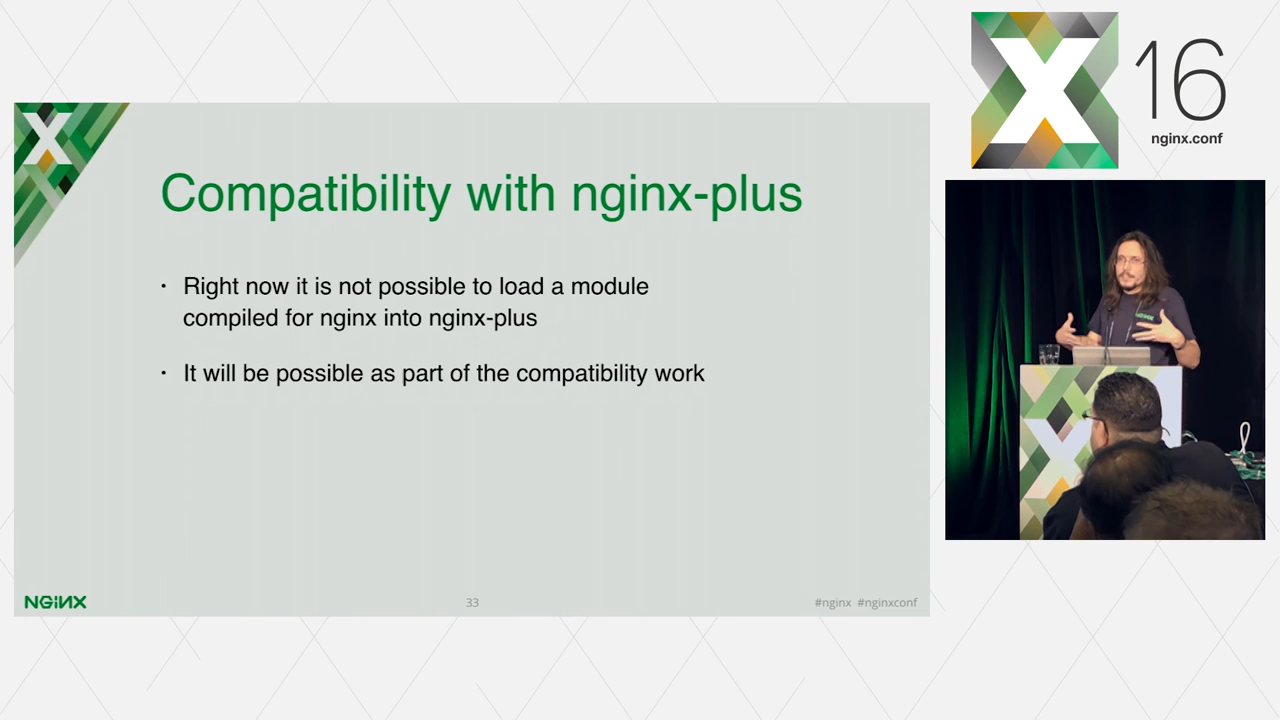 X
16
nginx.conf
X
Compatibility with nginx-plus
· Right now it is not possible to load a module
compiled for nginx into nginx-plus
· It will be possible as part of the compatibility work
NGINX
33
#nginx #nginxconf
NGINX
X